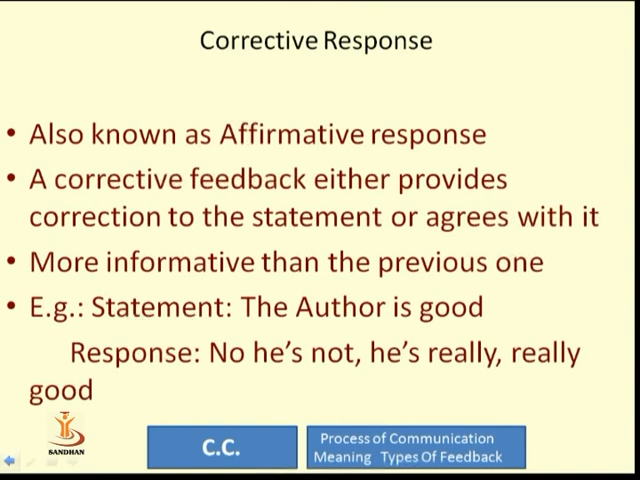 Corrective Response
• Also known as Affirmative response
• A corrective feedback either provides
correction to the statement or agrees with it
• More informative than the previous one
• E.g.: Statement: The Author is good
Response: No he's not, he's really, really
good
SANDHAN
C.C.
Process of Communication
Meaning Types Of Feedback